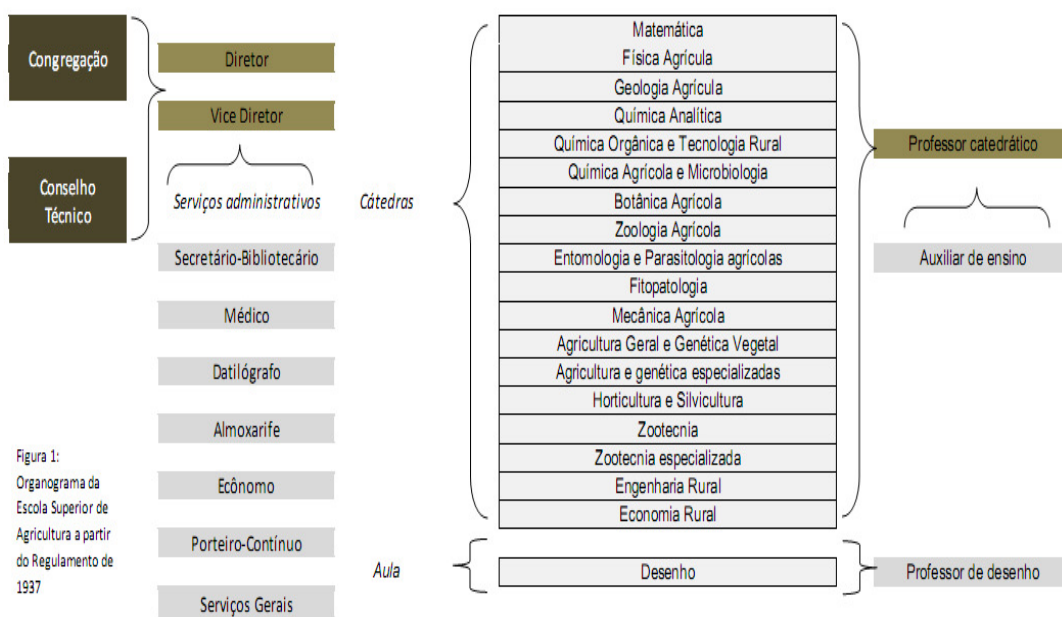 Congregação
Conselho
Técnico
Diretor
Vice Diretor
Serviços administrativos
Secretário-Bibliotecário
Médico
Datilógrafo
Almoxarife
Ecônomo
Porteiro-Contínuo
Serviços Gerais
Cátedras
Matemática
Física Agrícula
Geologia Agrícula
Química Analítica
Química Orgânica e Tecnologia Rural
Química Agrícola e Microbiologia
Botânica Agrícola
Zoologia Agrícola
Entomologia e Parasitologia agrícolas
Fitopatologia
Mecânica Agrícola
Agricultura Geral e Genética Vegetal
Agricultura e genética especializadas
Horticultura e Silvicultura
Zootecnia
Zootecnia especializada
Engenharia Rural
Economia Rural
Professor catedrático
Auxiliar de ensino
Aula
Desenho
Professor de desenho
Figura 1:
Organograma da
Escola Superior de
Agricultura a partir
do Regulamento de
1937